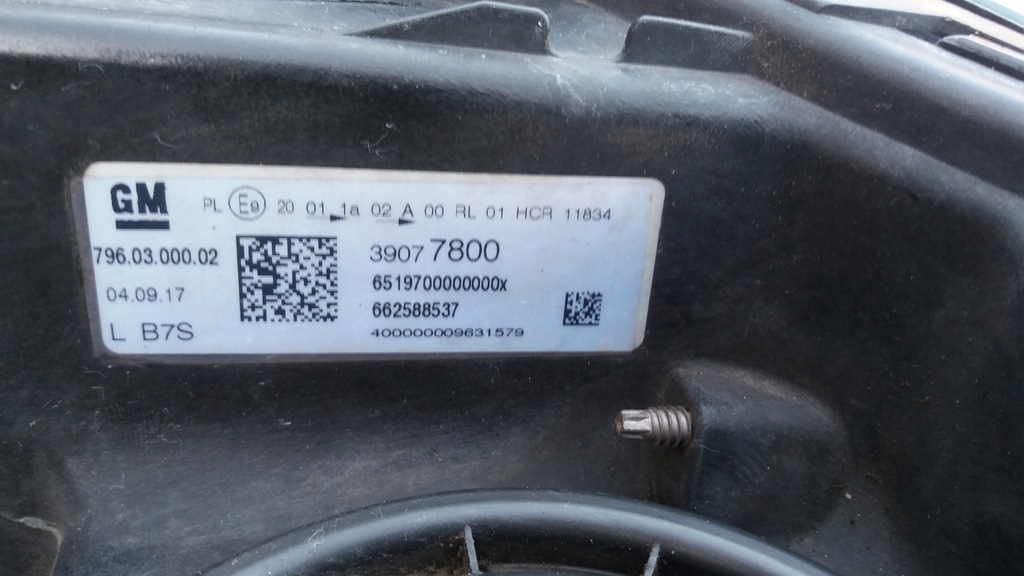 GM
PL E9 20 01 1a 02 A 00 RL 01 HCR 11834
796.03.000.02
39077800
04.09.17
6519700000000x
662588537
L B7S
400000009631579